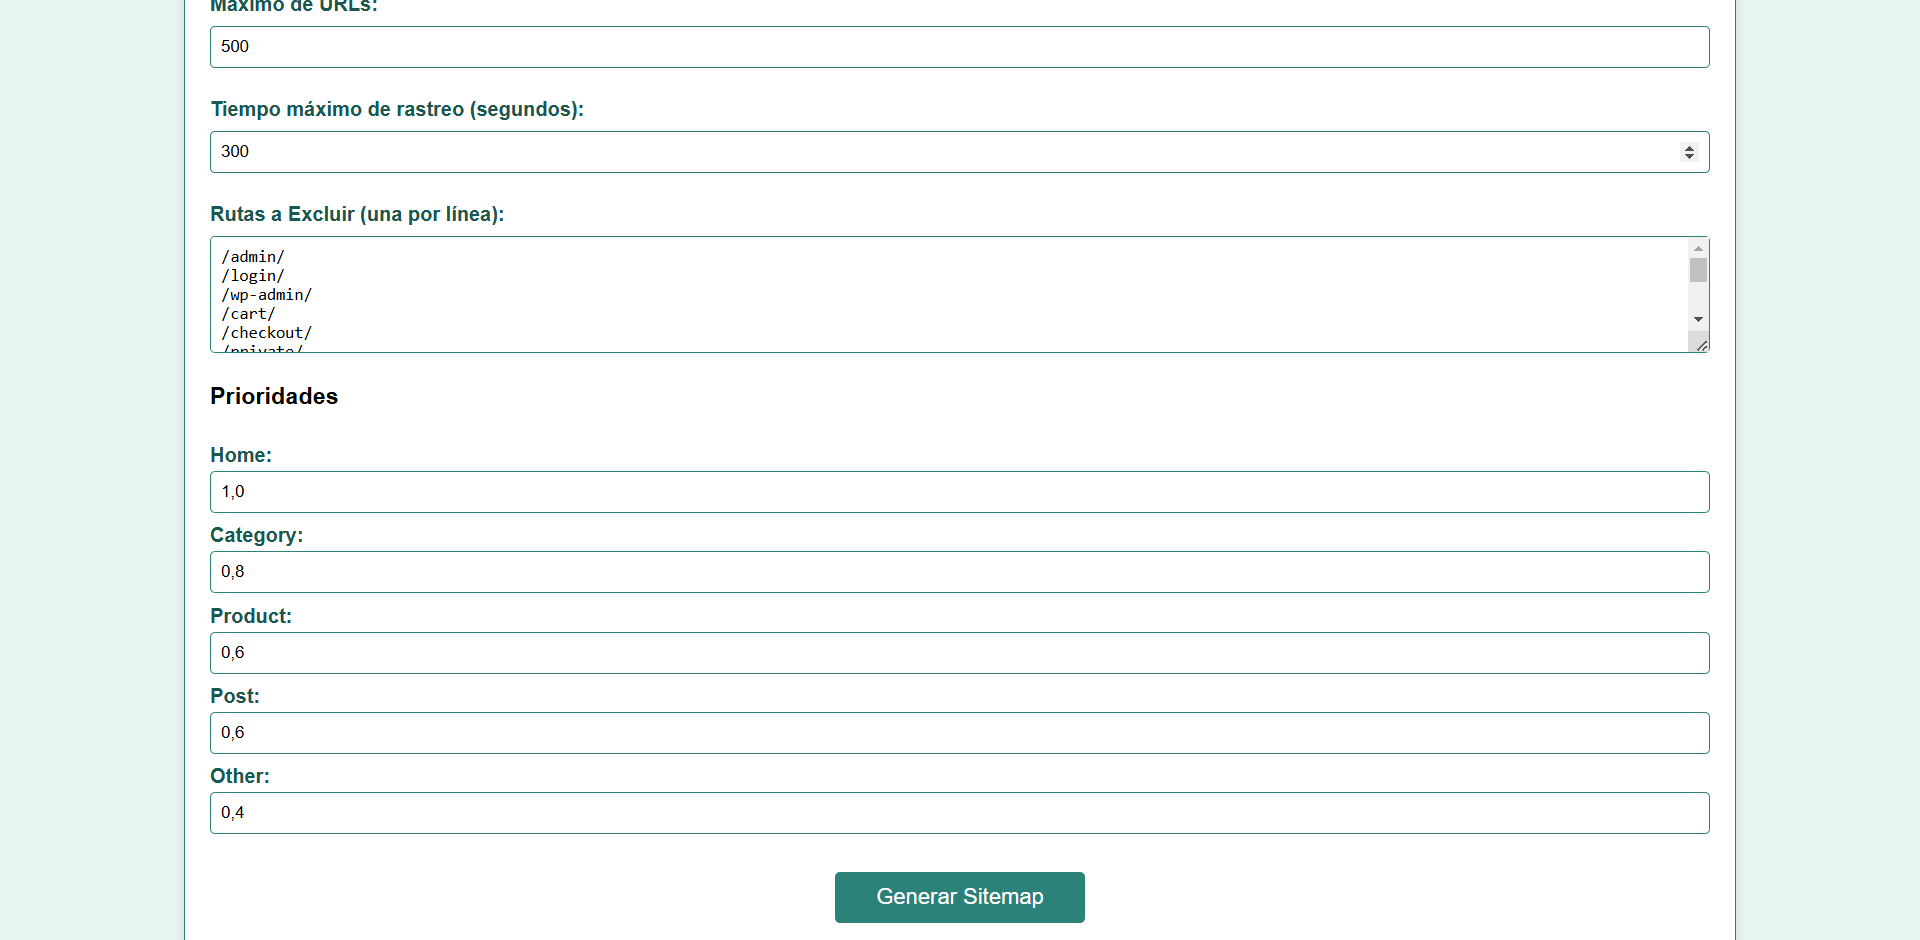 Máximo de URLs:
500
Tiempo máximo de rastreo (segundos):
300
Rutas a Excluir (una por línea):
/admin/
/login/
/wp-admin/
/cart/
/checkout/
/private/
Prioridades
Home:
1,0
Category:
0,8
Product:
0,6
Post:
0,6
Other:
0,4
Generar Sitemap